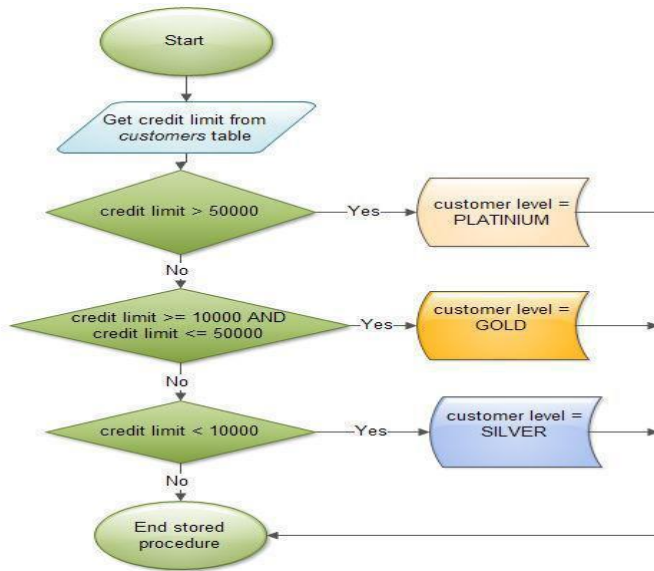 Start
Get credit limit from
customers table
credit limit > 50000
Yes
customer level =
PLATINIUM
No
credit limit >= 10000 AND
credit limit <= 50000
Yes
customer level =
GOLD
No
credit limit < 10000
Yes
customer level =
SILVER
No
End stored
procedure